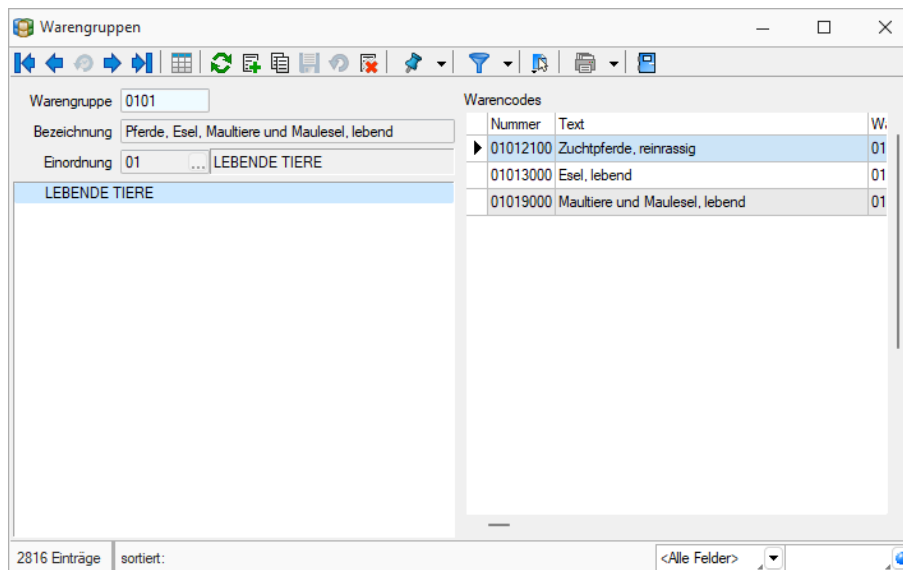 Warengruppen
Warengruppe 0101
Bezeichnung Pferde, Esel, Maultiere und Maulesel, lebend
Einordnung 01 ... LEBENDE TIERE
LEBENDE TIERE
Warencodes
Nummer Text
01012100 Zuchtpferde, reinrassig 01
01013000 Esel, lebend 01
01019000 Maultiere und Maulesel, lebend 01
2816 Einträge sortiert: <Alle Felder>